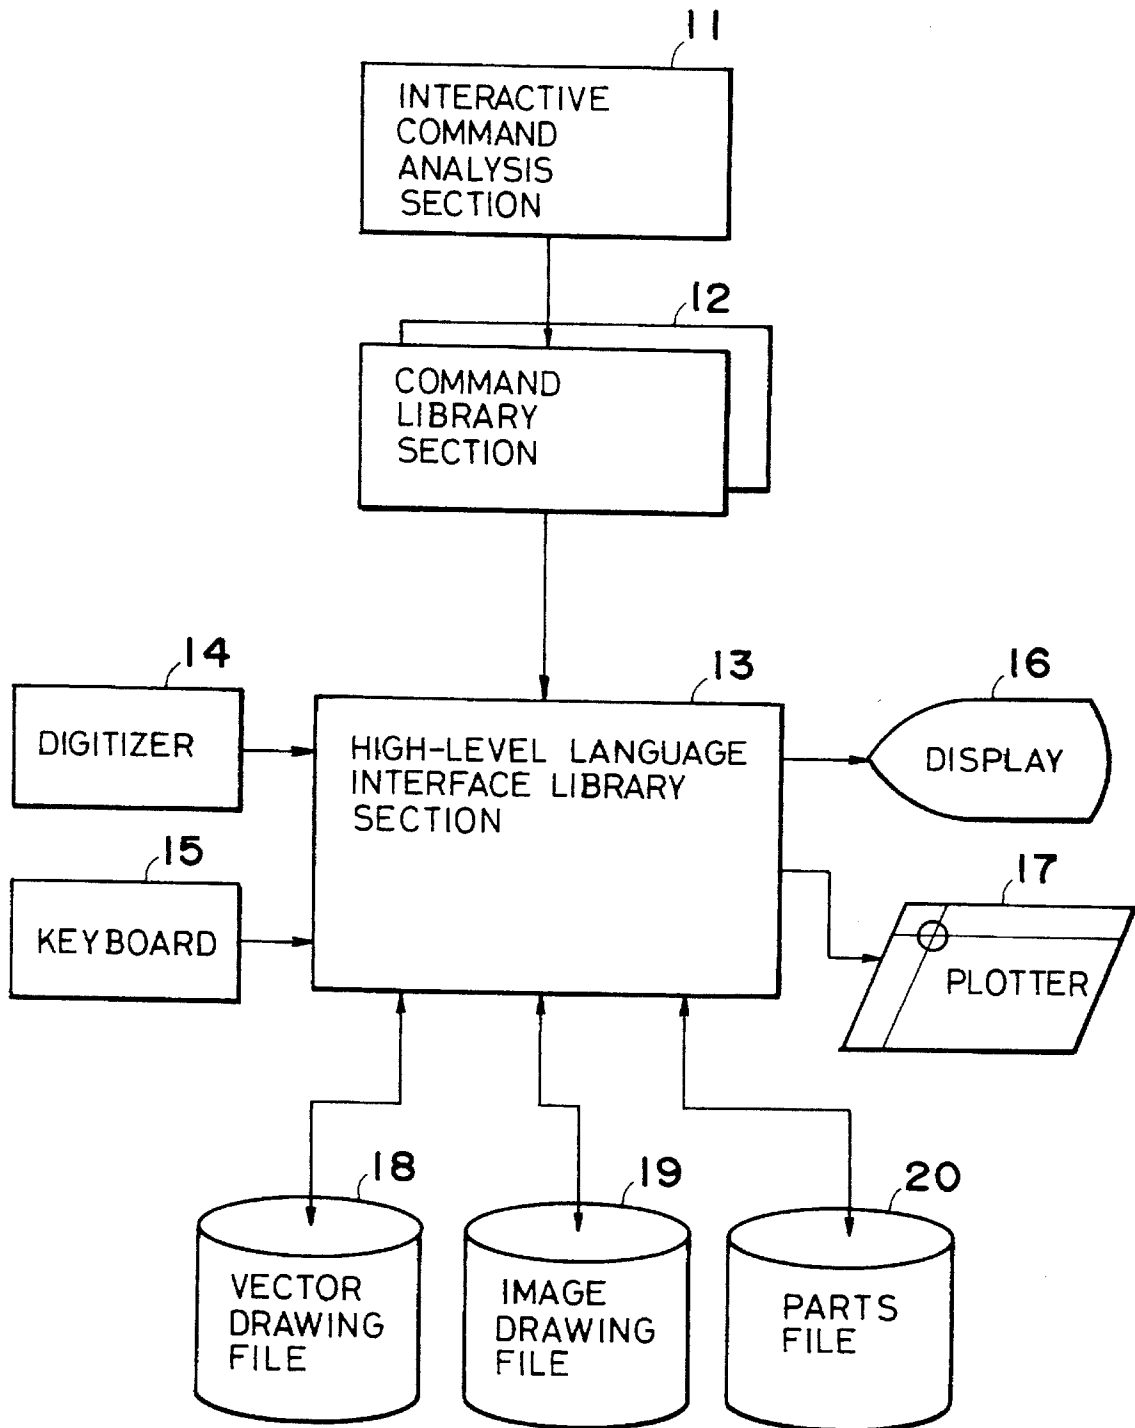 11
INTERACTIVE
COMMAND
ANALYSIS
SECTION
12
COMMAND
LIBRARY
SECTION
14
DIGITIZER
13
HIGH-LEVEL LANGUAGE
INTERFACE LIBRARY
SECTION
16
DISPLAY
15
KEYBOARD
17
PLOTTER
18
VECTOR
DRAWING
FILE
19
IMAGE
DRAWING
FILE
20
PARTS
FILE